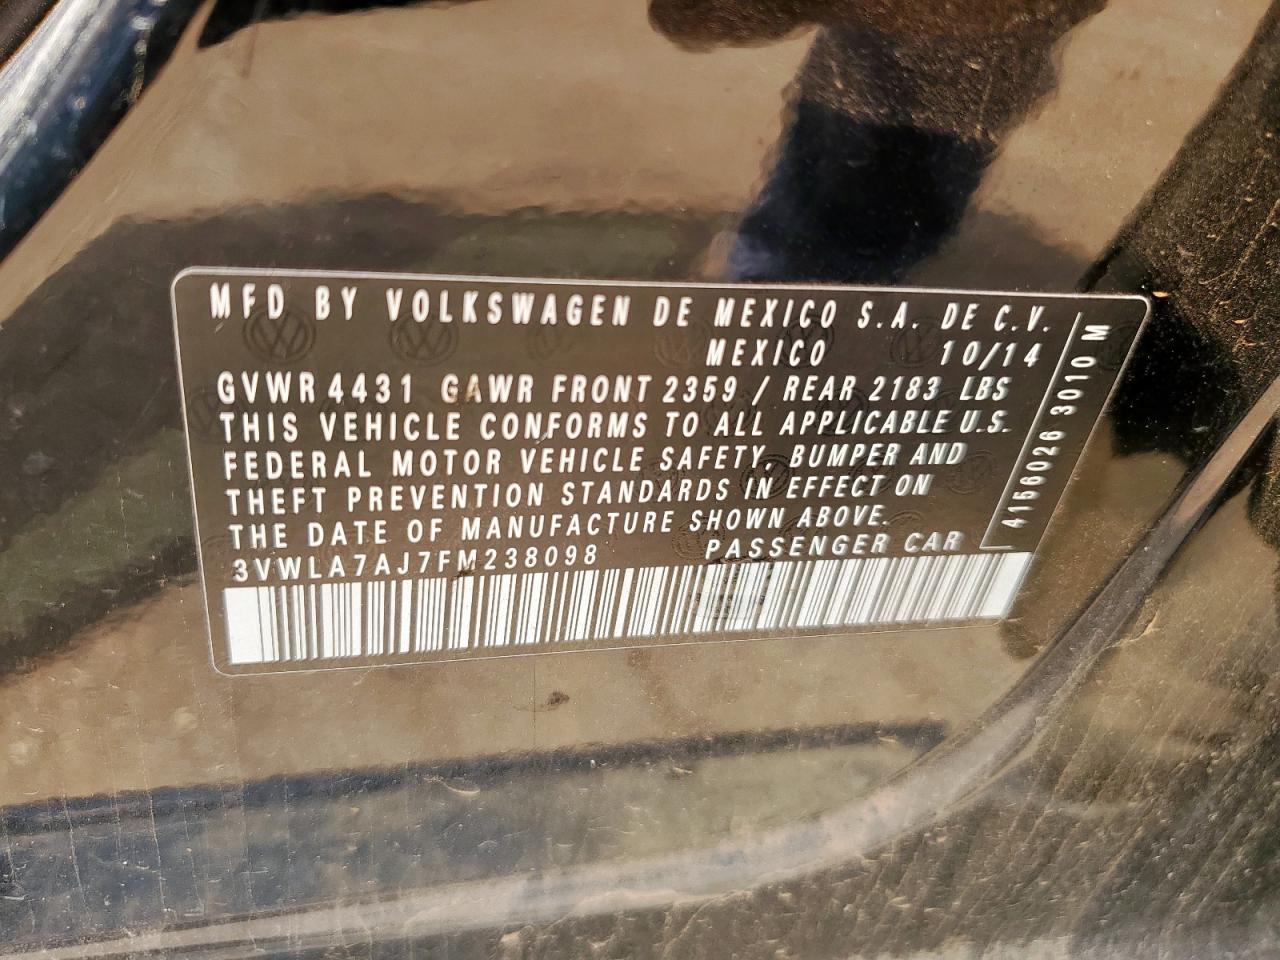 MFD BY VOLKSWAGEN DE MEXICO S.A. DE C.V.
MEXICO 10/14
GVWR 4431 GAWR FRONT 2359 / REAR 2183 LBS
THIS VEHICLE CONFORMS TO ALL APPLICABLE U.S.
FEDERAL MOTOR VEHICLE SAFETY, BUMPER AND
THEFT PREVENTION STANDARDS IN EFFECT ON
THE DATE OF MANUFACTURE SHOWN ABOVE.
3VWLA7AJ7FM238098 PASSENGER CAR
4156026 3010 M